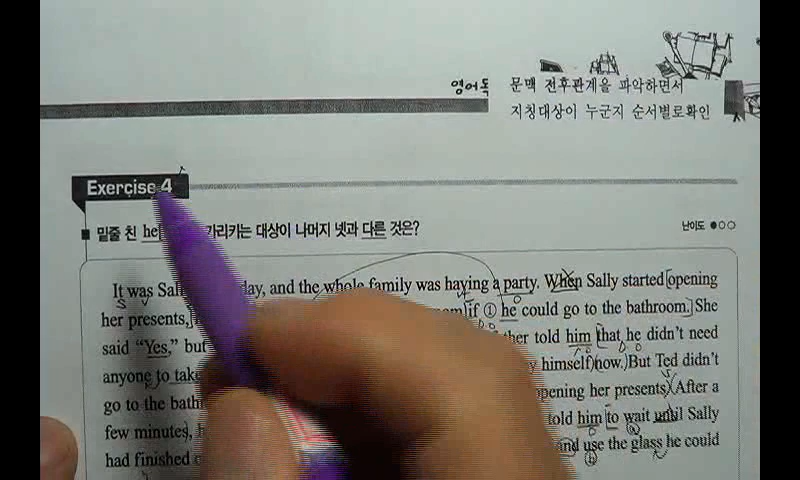 영어독
문맥 전후관계을 파악하면서
지칭대상이 누군지 순서별로확인
Exercise 4
밑줄 친 he 가리키는 대상이 나머지 넷과 다른 것은?
난이도
It was day, and the whole family was having a party. When Sally started opening
her presents, if ① he could go to the bathroom. She
said “Yes,” but told him that he didn’t need
anyone to himself now. But Ted didn’t
go to the opening her presents. After a
few minutes, told him to wait until Sally
had finished and use the glass he could